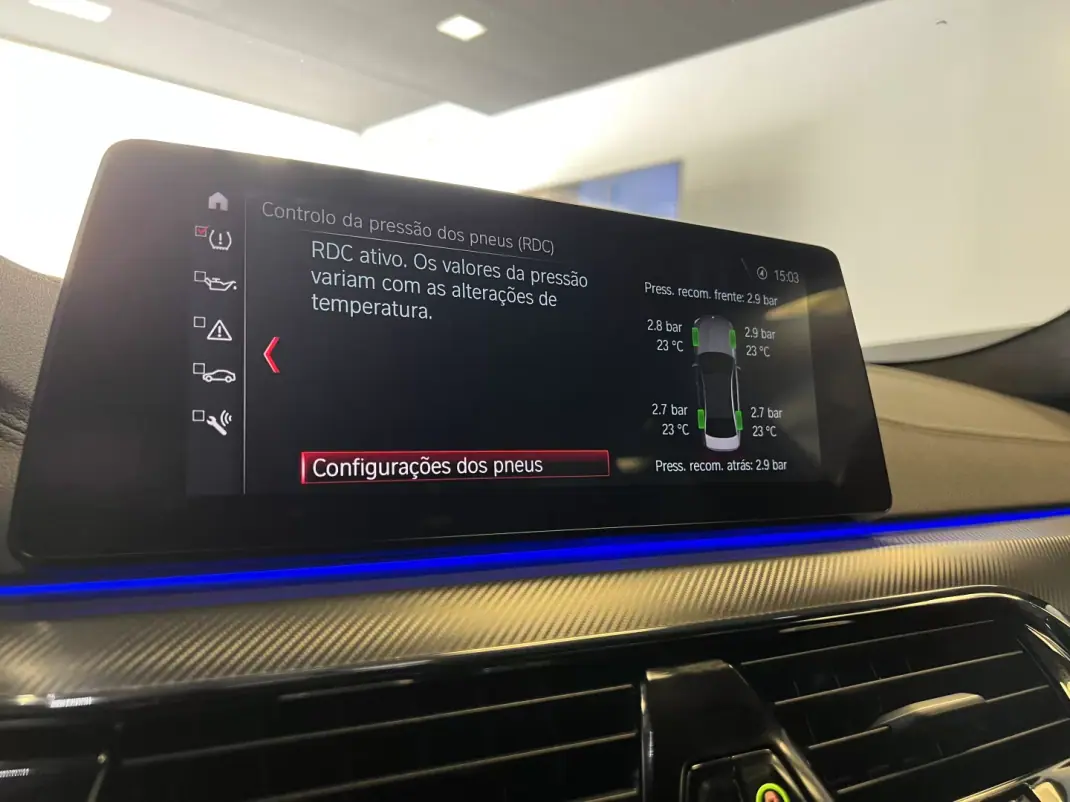 Controlo da pressão dos pneus (RDC)
RDC ativo. Os valores da pressão
variam com as alterações de
temperatura.
Configurações dos pneus
15:03
Press. recom. frente: 2.9 bar
2.8 bar 2.9 bar
23 °C 23 °C
2.7 bar 2.7 bar
23 °C 23 °C
Press. recom. atrás: 2.9 bar